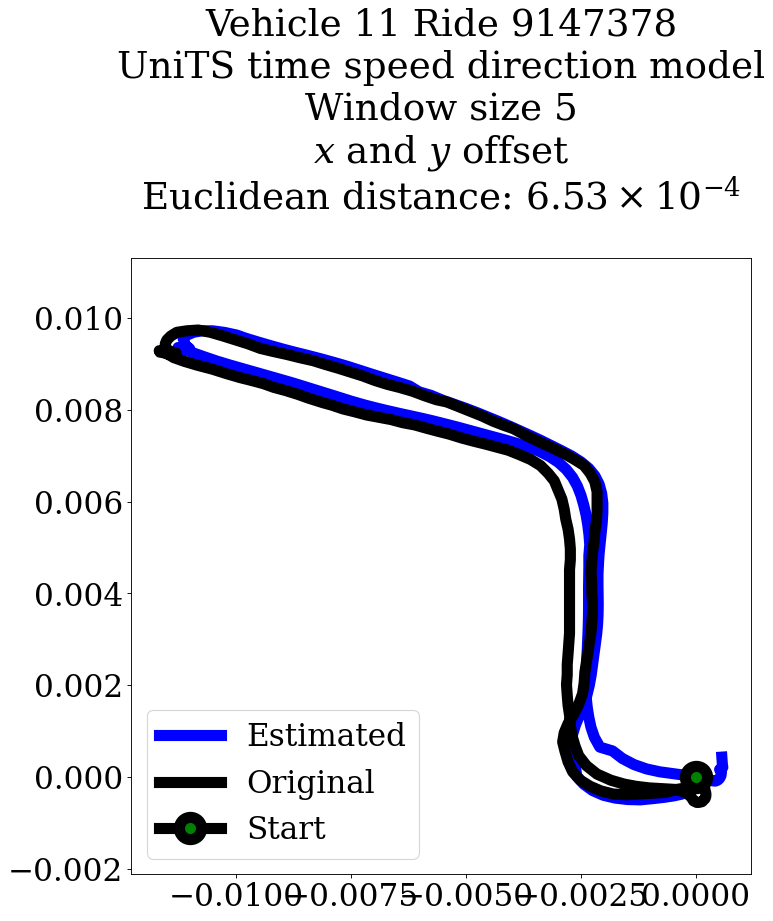 Vehicle 11 Ride 9147378
UniTS time speed direction model
Window size 5
x and y offset
Euclidean distance: 6.53 × 10⁻⁴
0.010
0.008
0.006
0.004
0.002
0.000
−0.002
Estimated
Original
Start
−0.0100 −0.0075 −0.0050 −0.0025 0.0000